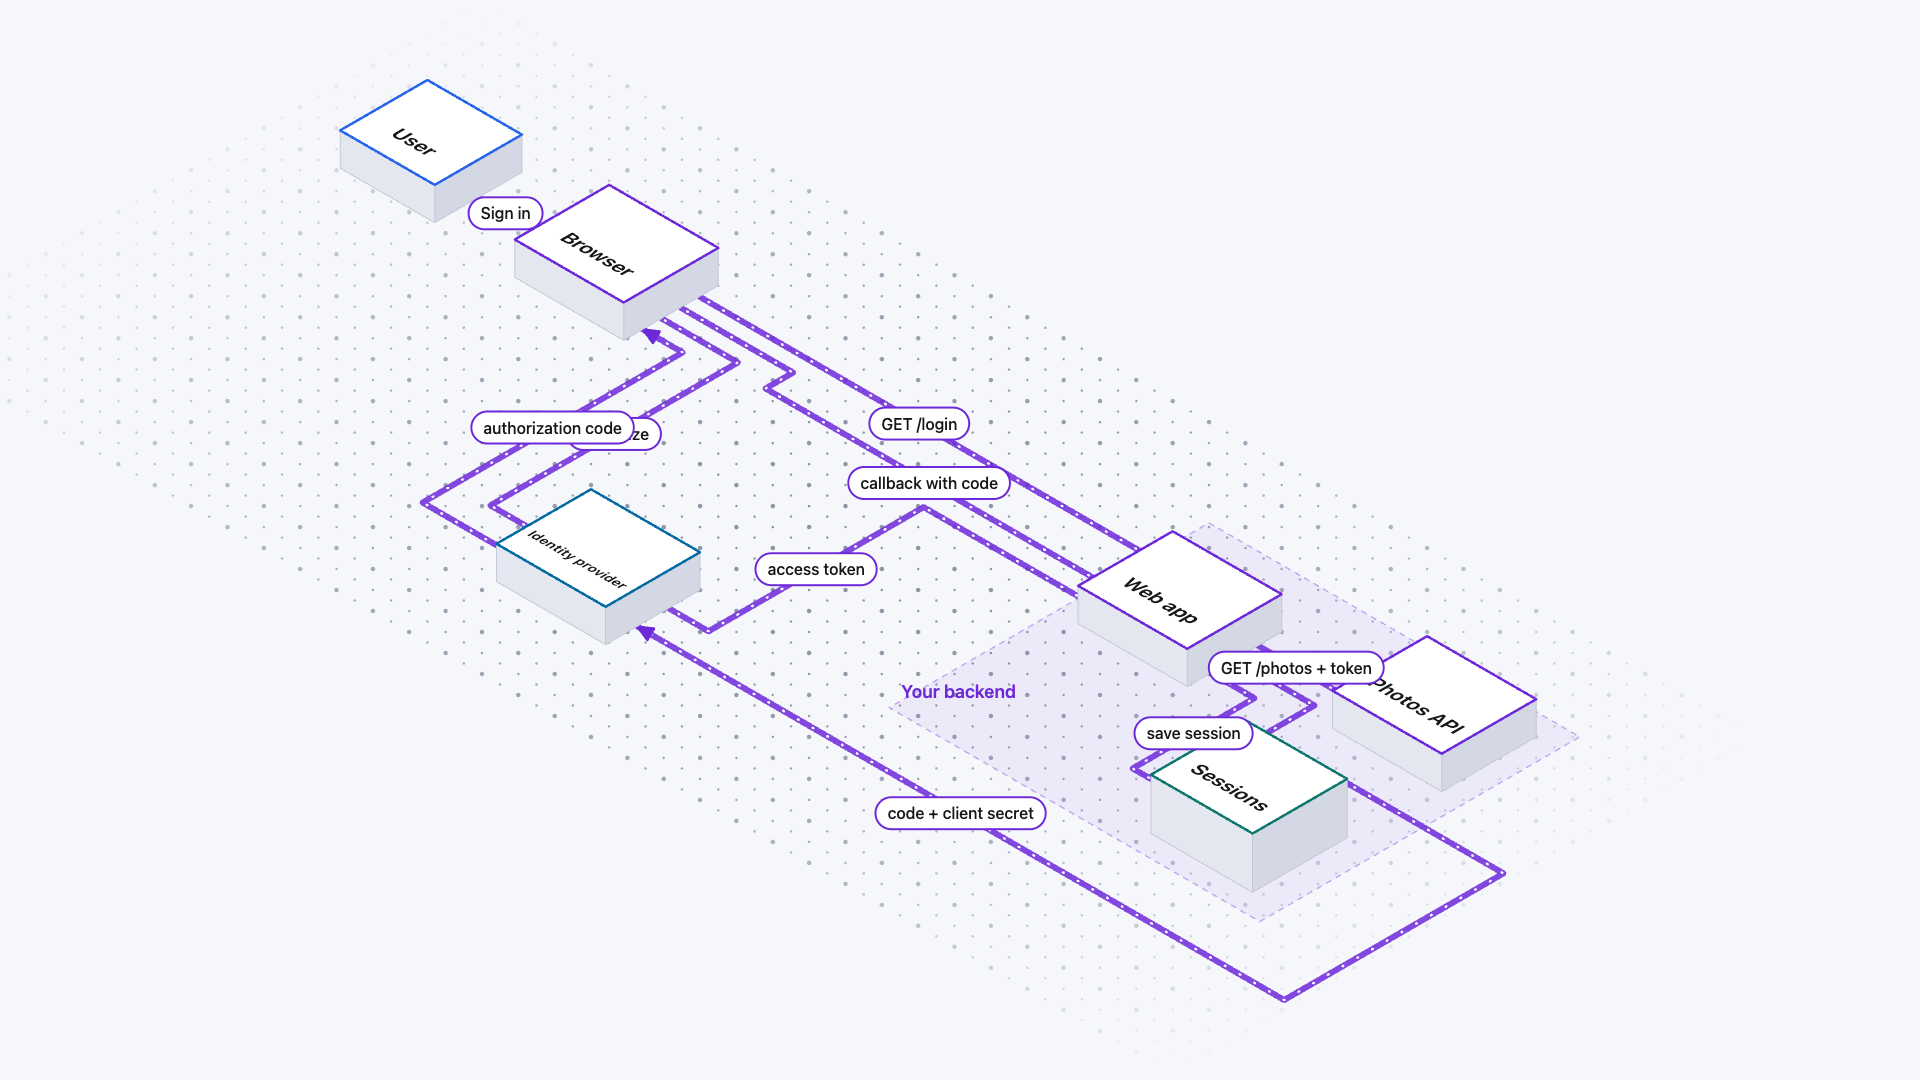 User
Sign in
Browser
GET /login
authorization code
callback with code
Identity provider
access token
Web app
GET /photos + token
Your backend
Photos API
save session
Sessions
code + client secret